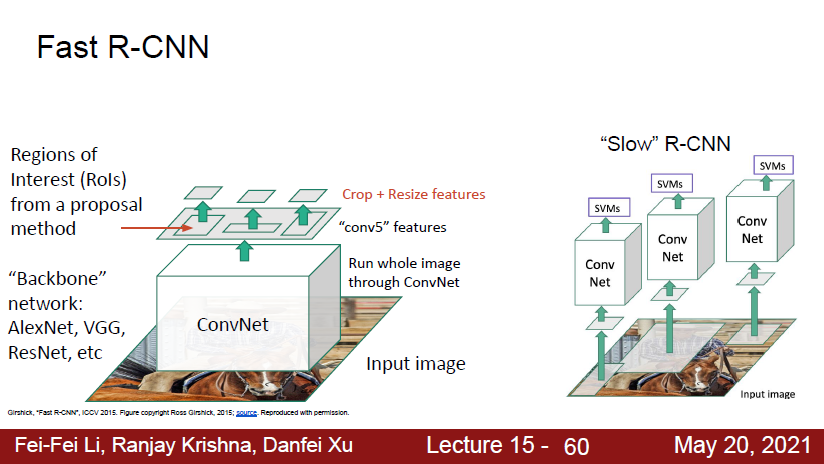 Fast R-CNN
Regions of
Interest (RoIs)
from a proposal
method
“Backbone”
network:
AlexNet, VGG,
ResNet, etc
Crop + Resize features
“conv5” features
Run whole image
through ConvNet
ConvNet
Input image
“Slow” R-CNN
SVMs
SVMs
SVMs
Conv
Net
Conv
Net
Conv
Net
Input image
Girshick, “Fast R-CNN”, ICCV 2015. Figure copyright Ross Girshick, 2015; source. Reproduced with permission.
Fei-Fei Li, Ranjay Krishna, Danfei Xu
Lecture 15 - 60
May 20, 2021